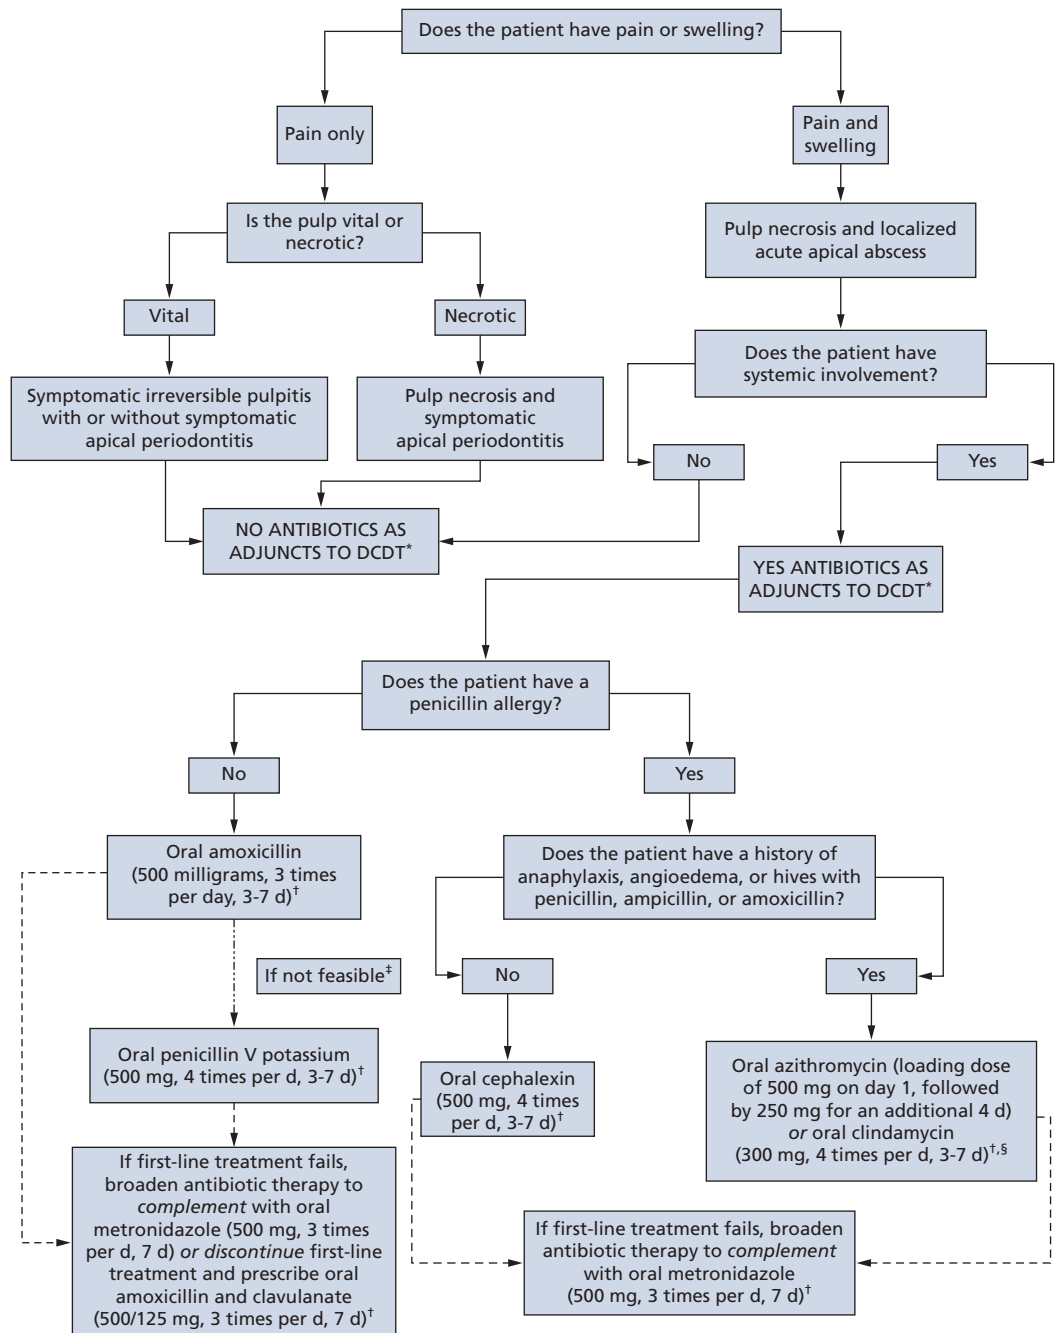 Does the patient have pain or swelling?
Pain only
Pain and
swelling
Is the pulp vital or
necrotic?
Pulp necrosis and localized
acute apical abscess
Vital
Necrotic
Does the patient have
systemic involvement?
Symptomatic irreversible pulpitis
with or without symptomatic
apical periodontitis
Pulp necrosis and
symptomatic
apical periodontitis
No
Yes
NO ANTIBIOTICS AS
ADJUNCTS TO DCDT*
YES ANTIBIOTICS AS
ADJUNCTS TO DCDT*
Does the patient have a
penicillin allergy?
No
Yes
Oral amoxicillin
(500 milligrams, 3 times
per day, 3-7 d)†
Does the patient have a history of
anaphylaxis, angioedema, or hives with
penicillin, ampicillin, or amoxicillin?
If not feasible‡
No
Yes
Oral penicillin V potassium
(500 mg, 4 times per d, 3-7 d)†
Oral cephalexin
(500 mg, 4 times
per d, 3-7 d)†
Oral azithromycin (loading dose
of 500 mg on day 1, followed
by 250 mg for an additional 4 d)
or oral clindamycin
(300 mg, 4 times per d, 3-7 d)†,§
If first-line treatment fails,
broaden antibiotic therapy to
complement with oral
metronidazole (500 mg, 3 times
per d, 7 d) or discontinue first-line
treatment and prescribe oral
amoxicillin and clavulanate
(500/125 mg, 3 times per d, 7 d)†
If first-line treatment fails, broaden
antibiotic therapy to complement
with oral metronidazole
(500 mg, 3 times per d, 7 d)†